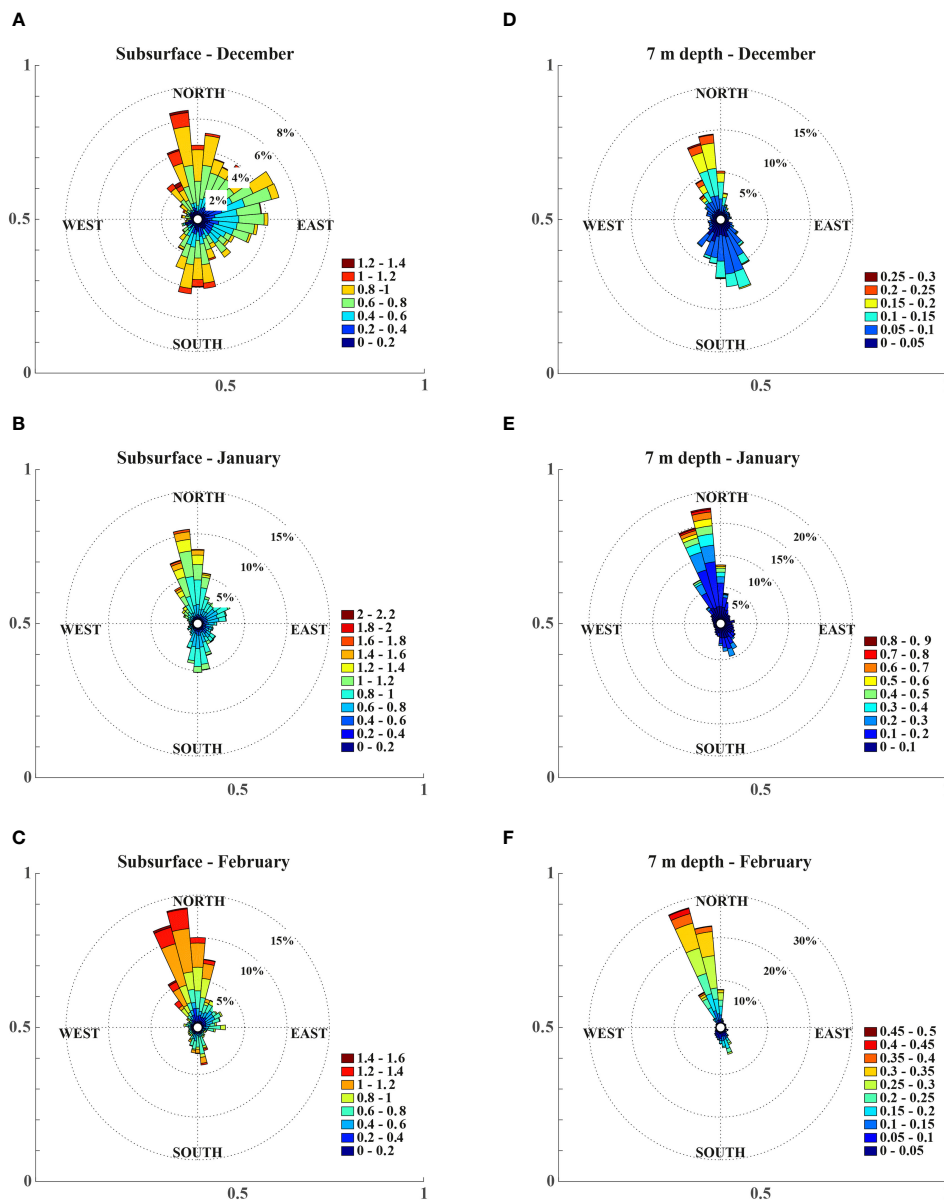 A
Subsurface - December
1
NORTH
8%
6%
4%
2%
0.5
WEST
EAST
1.2 - 1.4
1 - 1.2
0.8 -1
0.6 - 0.8
0.4 - 0.6
0.2 - 0.4
0 - 0.2
SOUTH
0
0.5
1
D
7 m depth - December
1
NORTH
15%
10%
5%
0.5
WEST
EAST
0.25 - 0.3
0.2 - 0.25
0.15 - 0.2
0.1 - 0.15
0.05 - 0.1
0 - 0.05
SOUTH
0
0.5
B
Subsurface - January
1
NORTH
15%
10%
5%
0.5
WEST
EAST
2 - 2.2
1.8 - 2
1.6 - 1.8
1.4 - 1.6
1.2 - 1.4
1 - 1.2
0.8 - 1
0.6 - 0.8
0.4 - 0.6
0.2 - 0.4
0 - 0.2
SOUTH
0
0.5
1
E
7 m depth - January
1
NORTH
20%
15%
10%
5%
0.5
WEST
EAST
0.8 - 0. 9
0.7 - 0.8
0.6 - 0.7
0.5 - 0.6
0.4 - 0.5
0.3 - 0.4
0.2 - 0.3
0.1 - 0.2
0 - 0.1
SOUTH
0
0.5
C
Subsurface - February
1
NORTH
15%
10%
5%
0.5
WEST
EAST
1.4 - 1.6
1.2 - 1.4
1 - 1.2
0.8 - 1
0.6 - 0.8
0.4 - 0.6
0.2 - 0.4
0 - 0.2
SOUTH
0
0.5
1
F
7 m depth - February
1
NORTH
30%
20%
10%
0.5
WEST
EAST
0.45 - 0.5
0.4 - 0.45
0.35 - 0.4
0.3 - 0.35
0.25 - 0.3
0.2 - 0.25
0.15 - 0.2
0.1 - 0.15
0.05 - 0.1
0 - 0.05
SOUTH
0
0.5